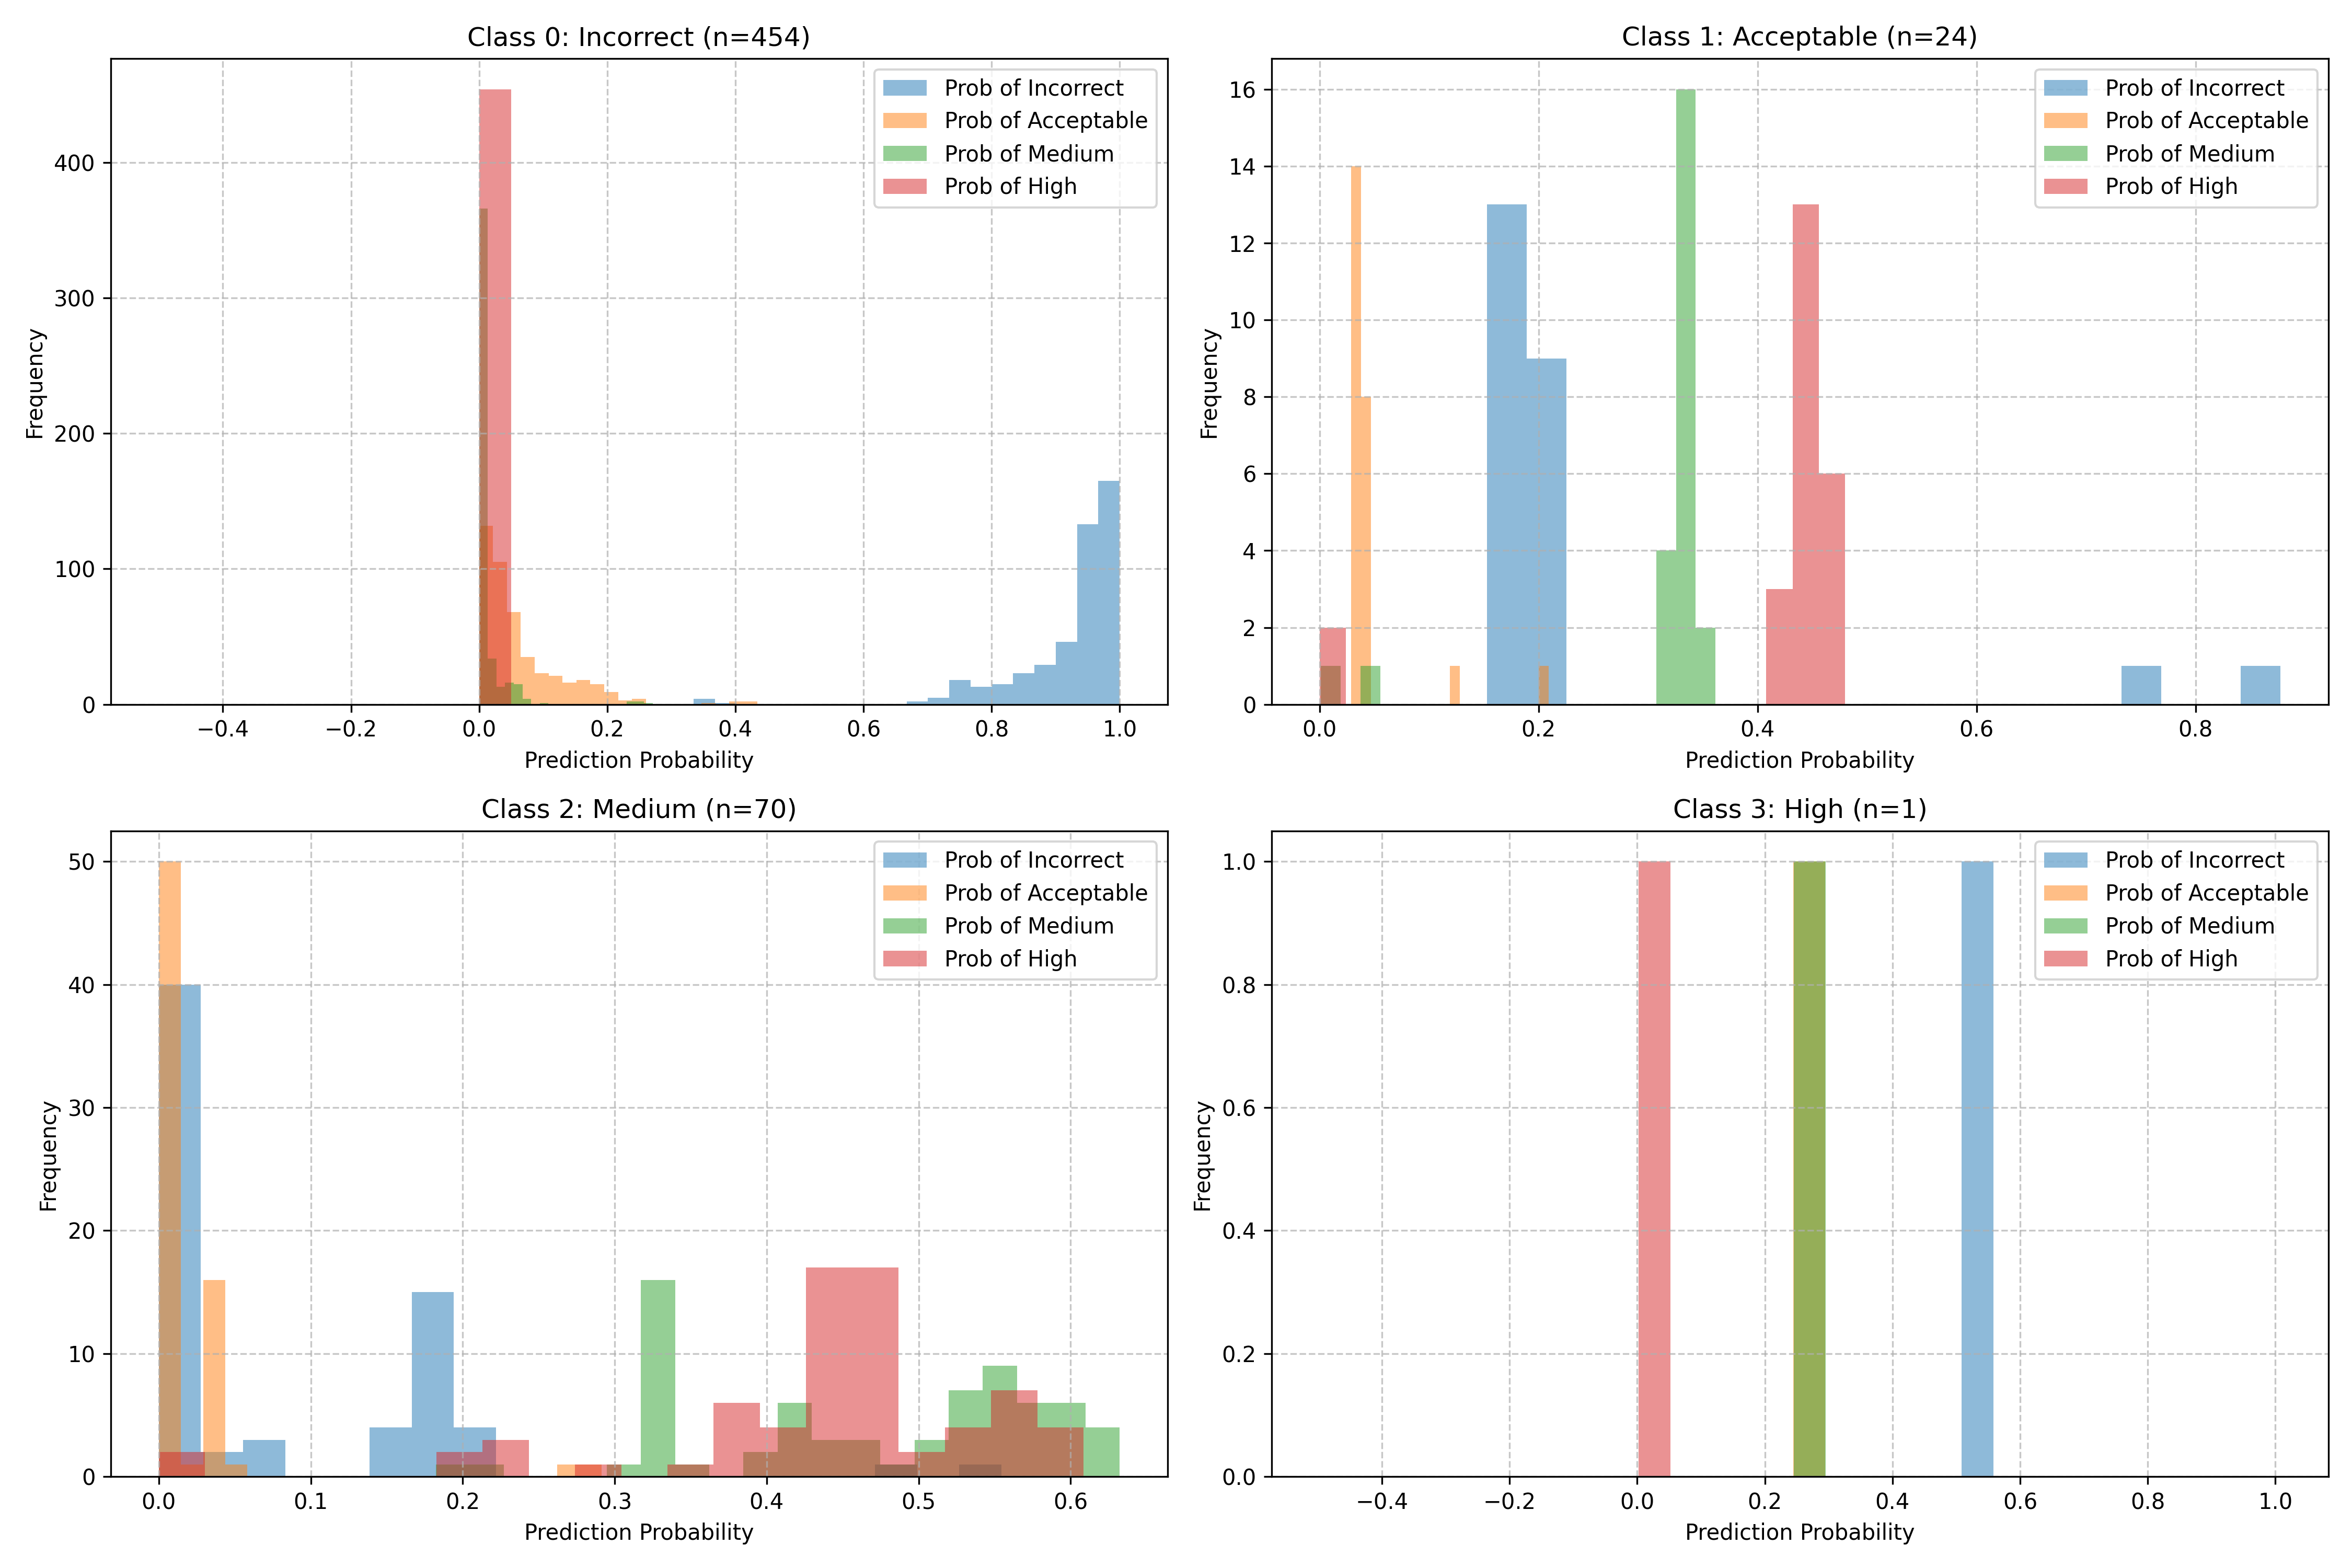 Class 0: Incorrect (n=454)
Frequency
400
300
200
100
0
−0.4 −0.2 0.0 0.2 0.4 0.6 0.8 1.0
Prediction Probability
Prob of Incorrect
Prob of Acceptable
Prob of Medium
Prob of High
Class 1: Acceptable (n=24)
Frequency
16
14
12
10
8
6
4
2
0
0.0 0.2 0.4 0.6 0.8
Prediction Probability
Prob of Incorrect
Prob of Acceptable
Prob of Medium
Prob of High
Class 2: Medium (n=70)
Frequency
50
40
30
20
10
0
0.0 0.1 0.2 0.3 0.4 0.5 0.6
Prediction Probability
Prob of Incorrect
Prob of Acceptable
Prob of Medium
Prob of High
Class 3: High (n=1)
Frequency
1.0
0.8
0.6
0.4
0.2
0.0
−0.4 −0.2 0.0 0.2 0.4 0.6 0.8 1.0
Prediction Probability
Prob of Incorrect
Prob of Acceptable
Prob of Medium
Prob of High